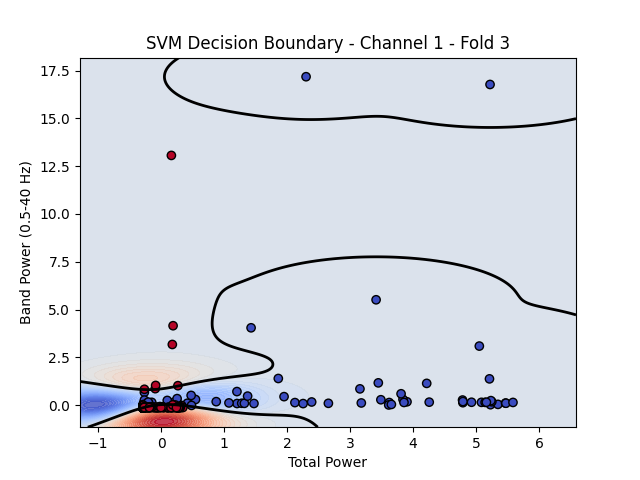 SVM Decision Boundary - Channel 1 - Fold 3
17.5
15.0
12.5
10.0
7.5
5.0
2.5
0.0
Band Power (0.5-40 Hz)
−1 0 1 2 3 4 5 6
Total Power